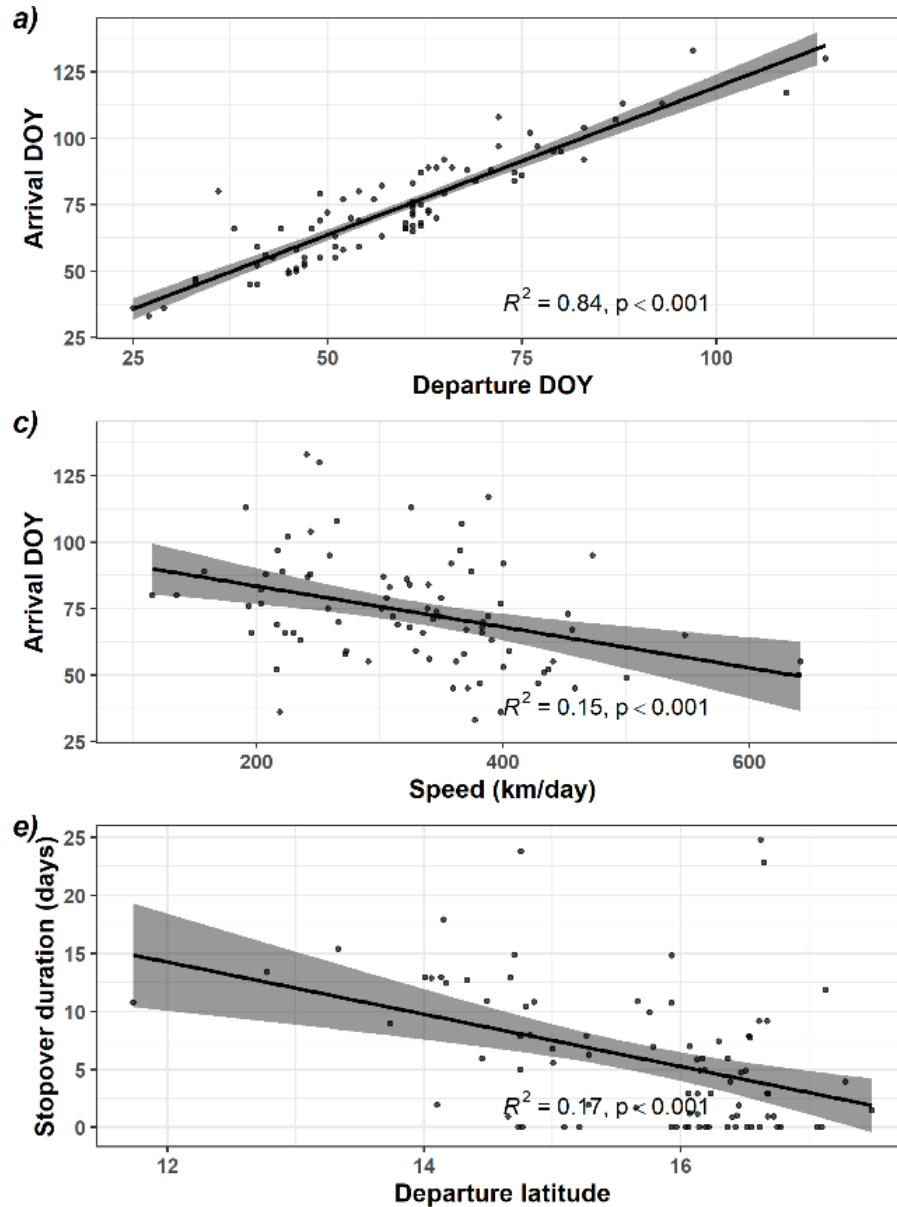 a)
Arrival DOY
125
100
75
50
25
R² = 0.84, p < 0.001
25 50 75 100
Departure DOY
c)
Arrival DOY
125
100
75
50
25
R² = 0.15, p < 0.001
200 400 600
Speed (km/day)
e)
Stopover duration (days)
25
20
15
10
5
0
R² = 0.17, p < 0.001
12 14 16
Departure latitude